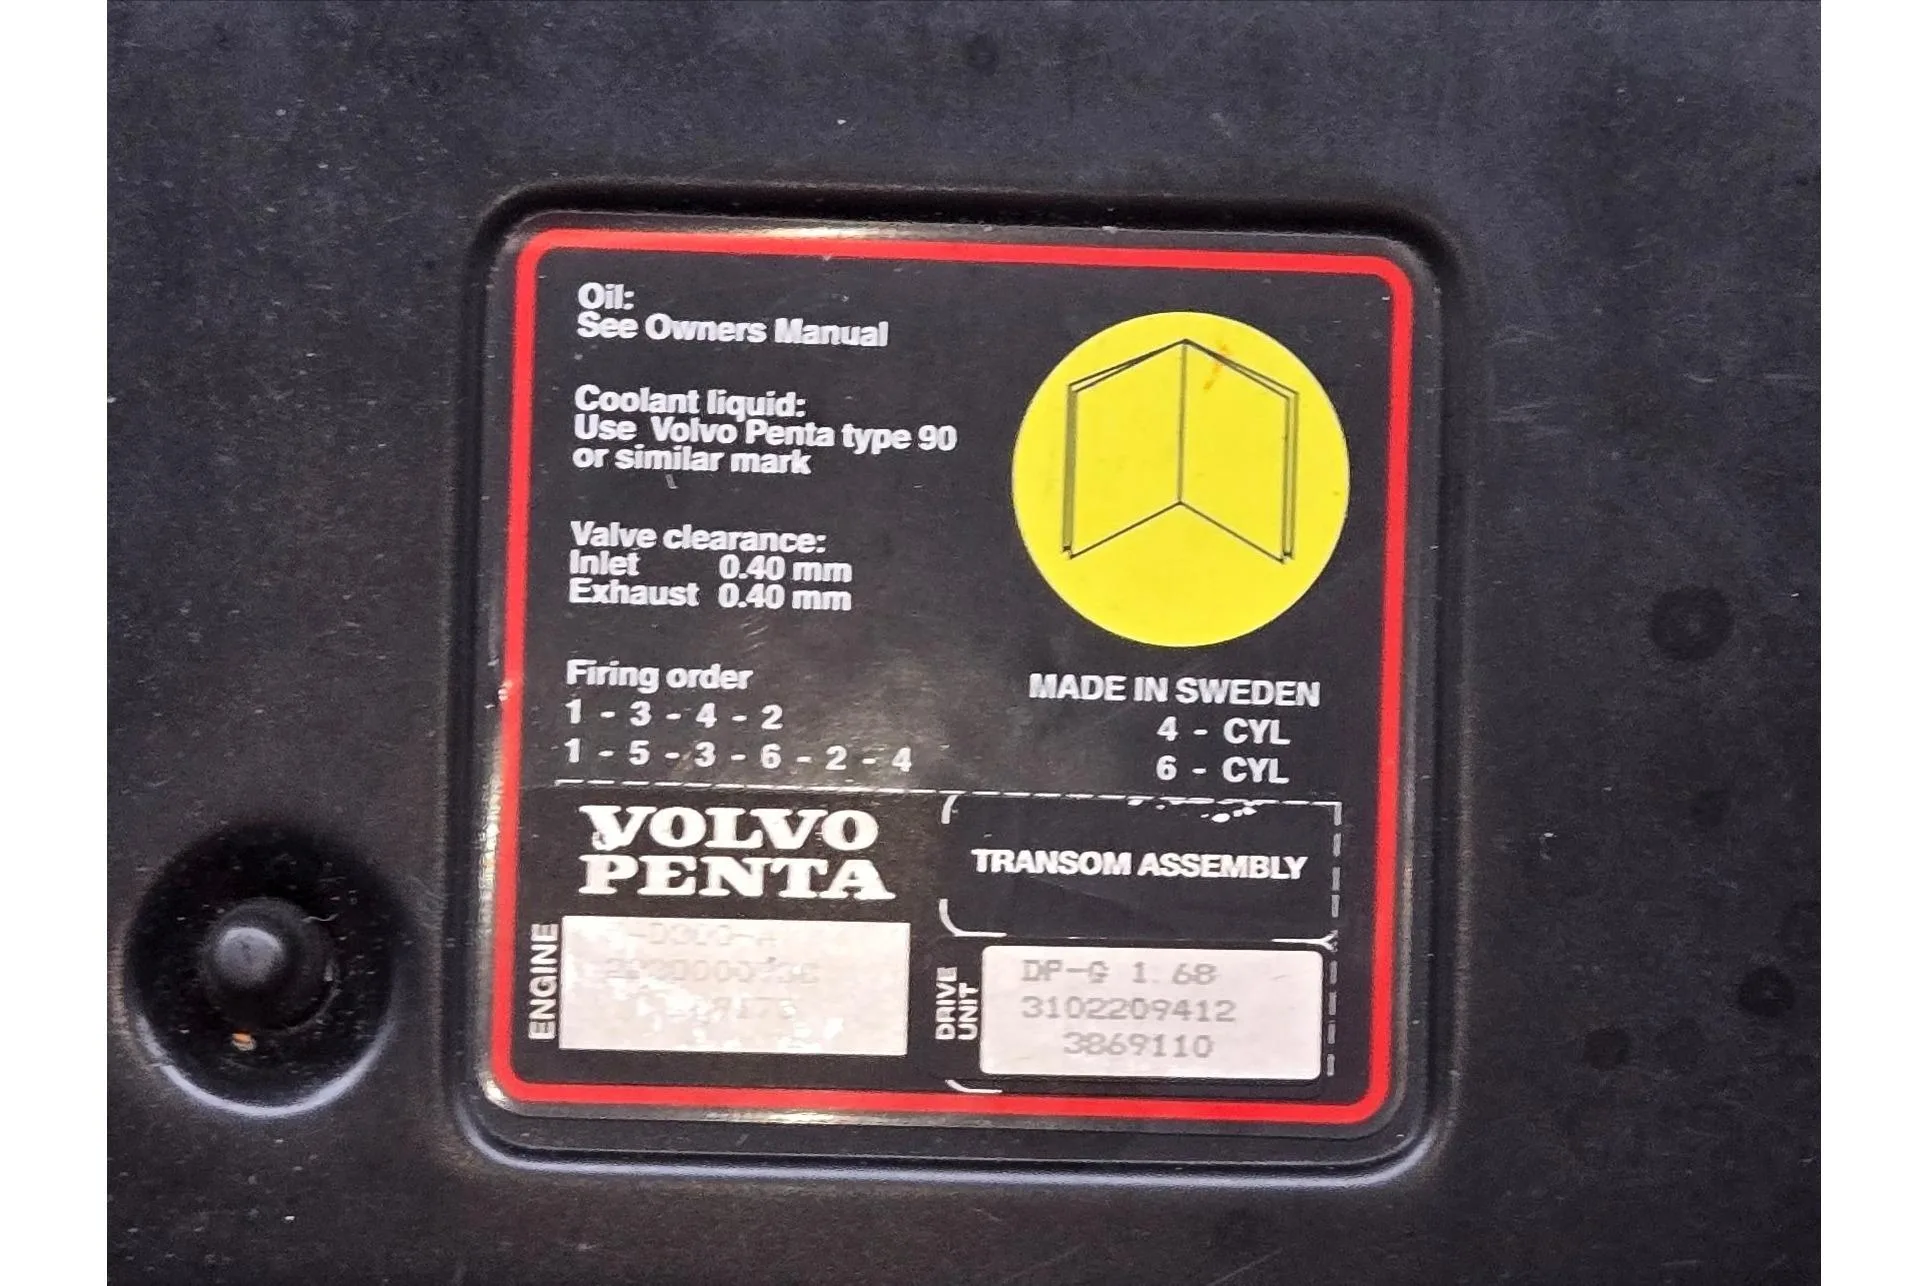 Oil:
See Owners Manual
Coolant liquid:
Use Volvo Penta type 90
or similar mark
Valve clearance:
Inlet 0.40 mm
Exhaust 0.40 mm
Firing order
1 - 3 - 4 - 2
1 - 5 - 3 - 6 - 2 - 4
MADE IN SWEDEN
4 - CYL
6 - CYL
VOLVO
PENTA
TRANSOM ASSEMBLY
ENGINE
DRIVE
UNIT
DP-G 1.68
3102209412
3869110